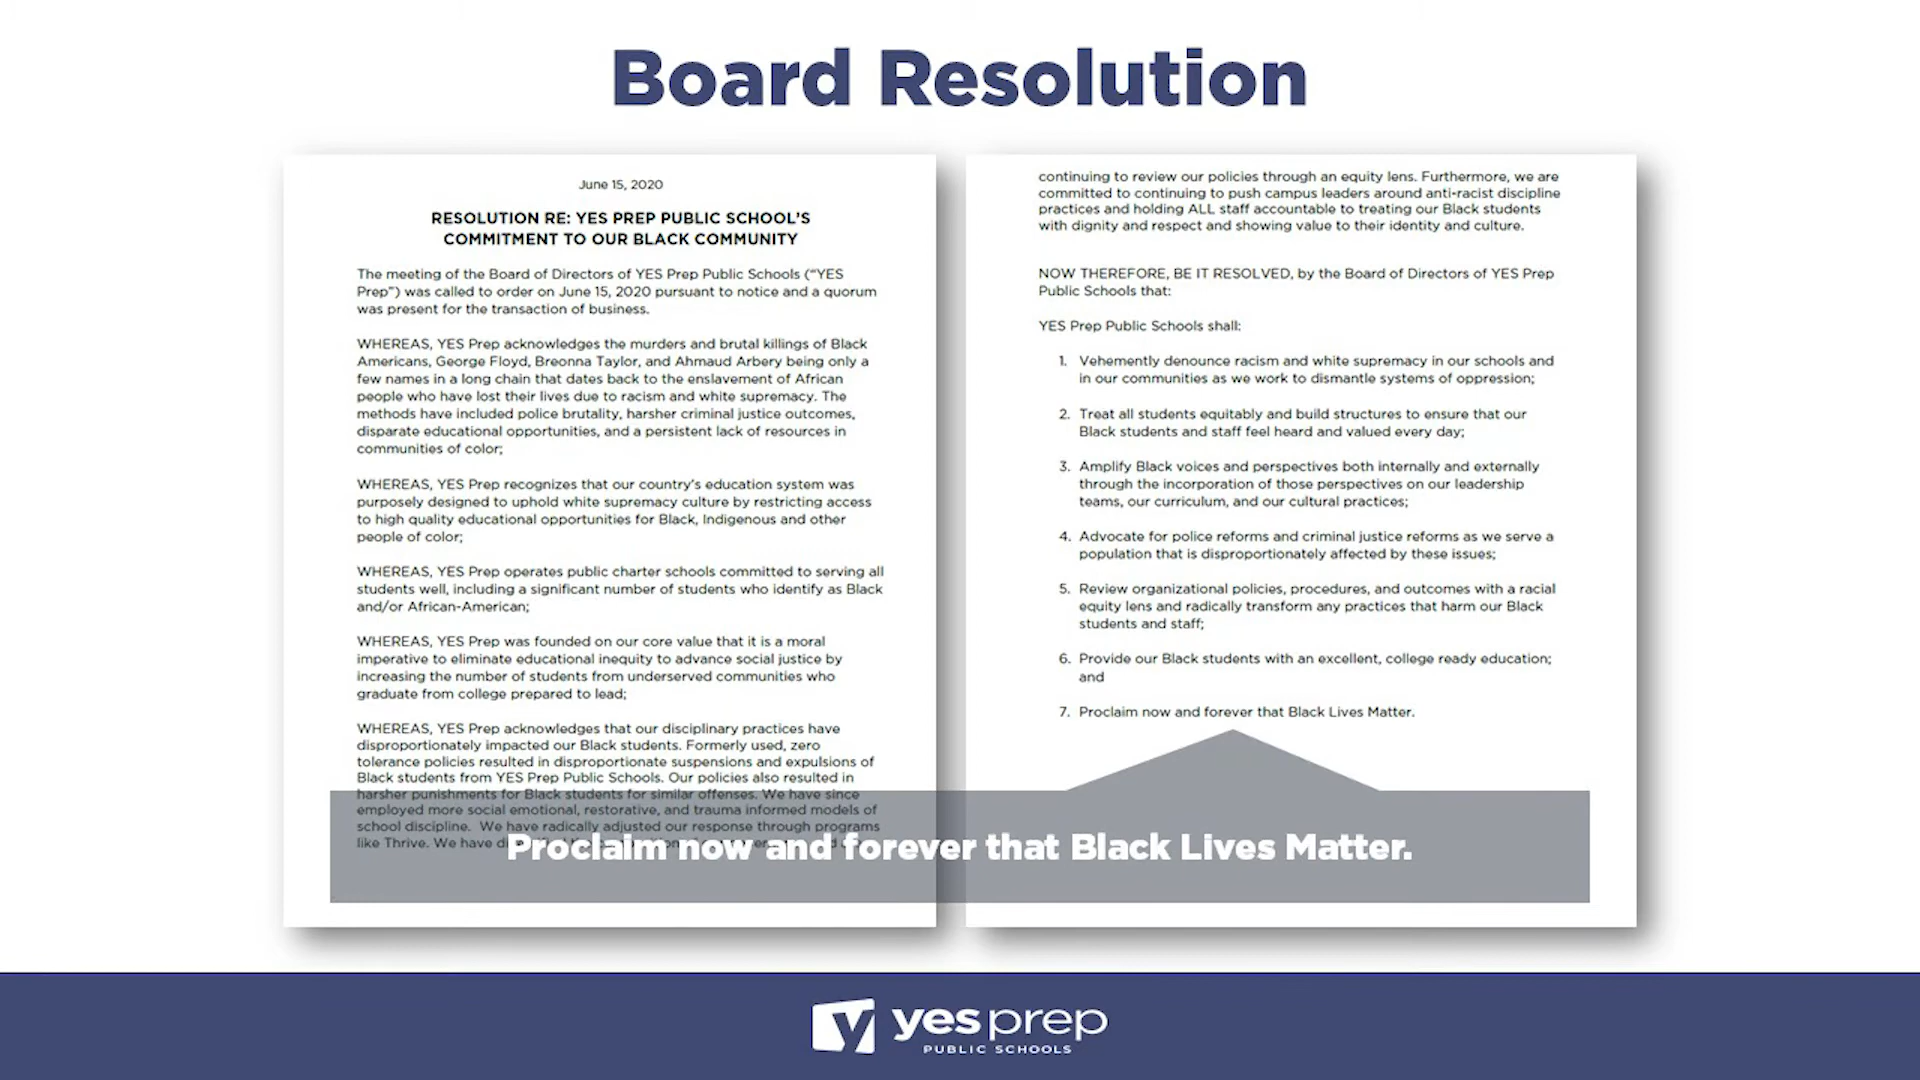 Board Resolution
June 15, 2020
RESOLUTION RE: YES PREP PUBLIC SCHOOL'S
COMMITMENT TO OUR BLACK COMMUNITY
The meeting of the Board of Directors of YES Prep Public Schools ("YES
Prep") was called to order on June 15, 2020 pursuant to notice and a quorum
was present for the transaction of business.
WHEREAS, YES Prep acknowledges the murders and brutal killings of Black
Americans, George Floyd, Breonna Taylor, and Ahmaud Arbery being only a
few names in a long chain that dates back to the enslavement of African
people who have lost their lives due to racism and white supremacy. The
methods have included police brutality, harsher criminal justice outcomes,
disparate educational opportunities, and a persistent lack of resources in
communities of color;
WHEREAS, YES Prep recognizes that our country's education system was
purposely designed to uphold white supremacy culture by restricting access
to high quality educational opportunities for Black, Indigenous and other
people of color;
WHEREAS, YES Prep operates public charter schools committed to serving all
students well, including a significant number of students who identify as Black
and/or African-American;
WHEREAS, YES Prep was founded on our core value that it is a moral
imperative to eliminate educational inequity to advance social justice by
increasing the number of students from underserved communities who
graduate from college prepared to lead;
WHEREAS, YES Prep acknowledges that our disciplinary practices have
disproportionately impacted our Black students. Formerly used, zero
tolerance policies resulted in disproportionate suspensions and expulsions of
Black students from YES Prep Public Schools. Our policies also resulted in
harsher punishments for Black students for similar offenses. We have since
employed more social emotional, restorative, and trauma informed models of
school discipline. We have radically adjusted our response through programs
like Thrive. We have
continuing to review our policies through an equity lens. Furthermore, we are
committed to continuing to push campus leaders around anti-racist discipline
practices and holding ALL staff accountable to treating our Black students
with dignity and respect and showing value to their identity and culture.
NOW THEREFORE, BE IT RESOLVED, by the Board of Directors of YES Prep
Public Schools that:
YES Prep Public Schools shall:
1. Vehemently denounce racism and white supremacy in our schools and
in our communities as we work to dismantle systems of oppression;
2. Treat all students equitably and build structures to ensure that our
Black students and staff feel heard and valued every day;
3. Amplify Black voices and perspectives both internally and externally
through the incorporation of those perspectives on our leadership
teams, our curriculum, and our cultural practices;
4. Advocate for police reforms and criminal justice reforms as we serve a
population that is disproportionately affected by these issues;
5. Review organizational policies, procedures, and outcomes with a racial
equity lens and radically transform any practices that harm our Black
students and staff;
6. Provide our Black students with an excellent, college ready education;
and
7. Proclaim now and forever that Black Lives Matter.
Proclaim now and forever that Black Lives Matter.
yes prep
PUBLIC SCHOOLS